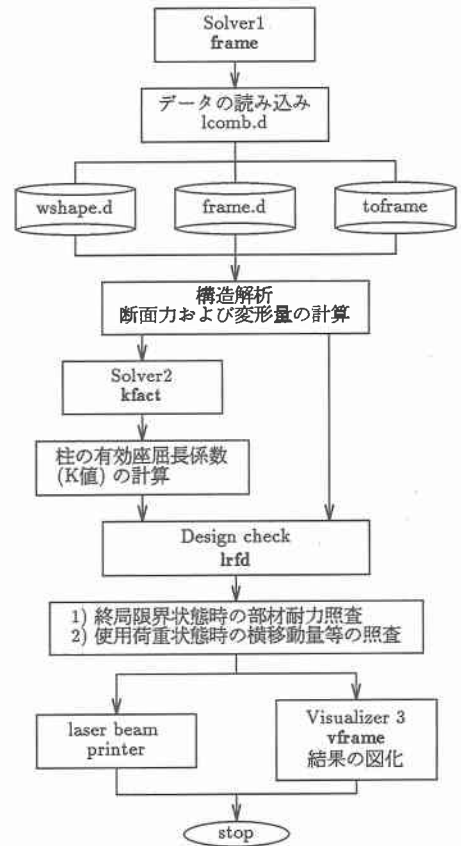 Solver1
frame
データの読み込み
lcomb.d
wshape.d
frame.d
toframe
構造解析
断面力および変形量の計算
Solver2
kfact
柱の有効座屈長係数
(K値) の計算
Design check
lrfd
1) 終局限界状態時の部材耐力照査
2) 使用荷重状態時の横移動量等の照査
laser beam
printer
Visualizer 3
vframe
結果の図化
stop